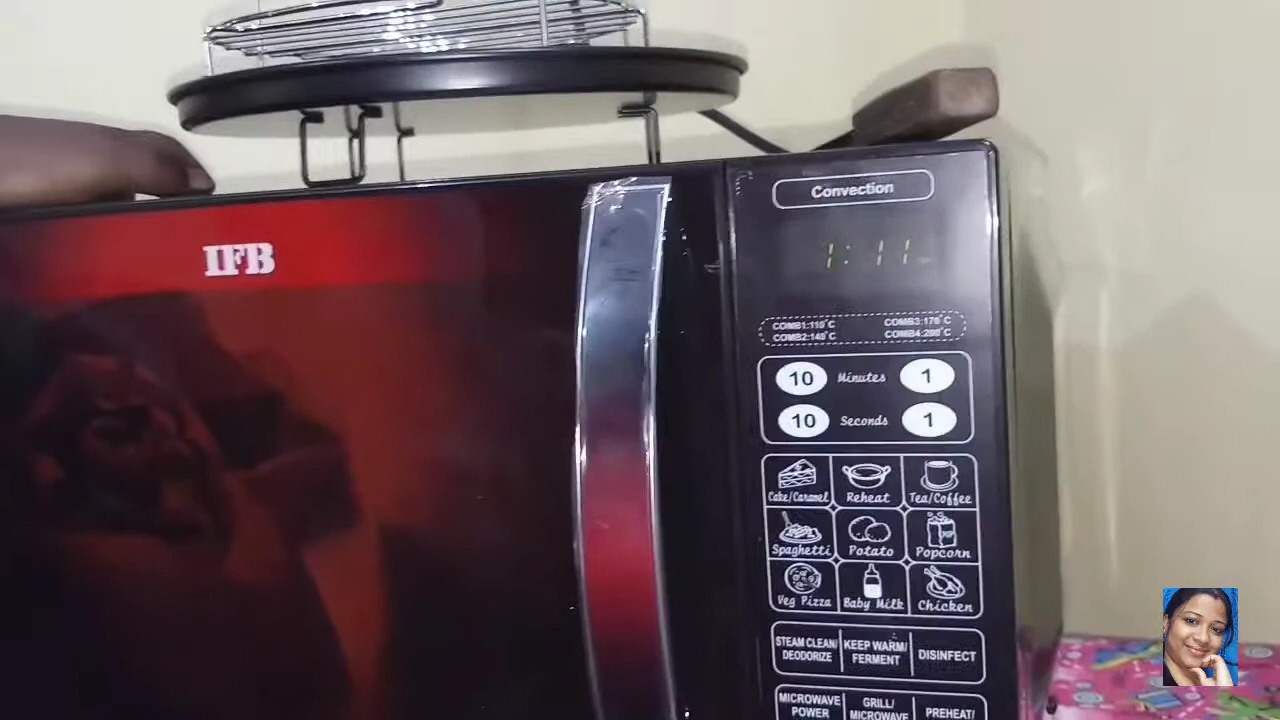 Convection
IFB
1:11
COMB1:110°C COMB3:170°C
COMB2:140°C COMB4:200°C
10 Minutes 1
10 Seconds 1
Cake/Caramel Reheat Tea/Coffee
Spaghetti Potato Popcorn
Veg Pizza Baby Milk Chicken
STEAM CLEAN/ KEEP WARM/ DISINFECT
DEODORIZE FERMENT
MICROWAVE GRILL/ PREHEAT/
POWER MICROWAVE